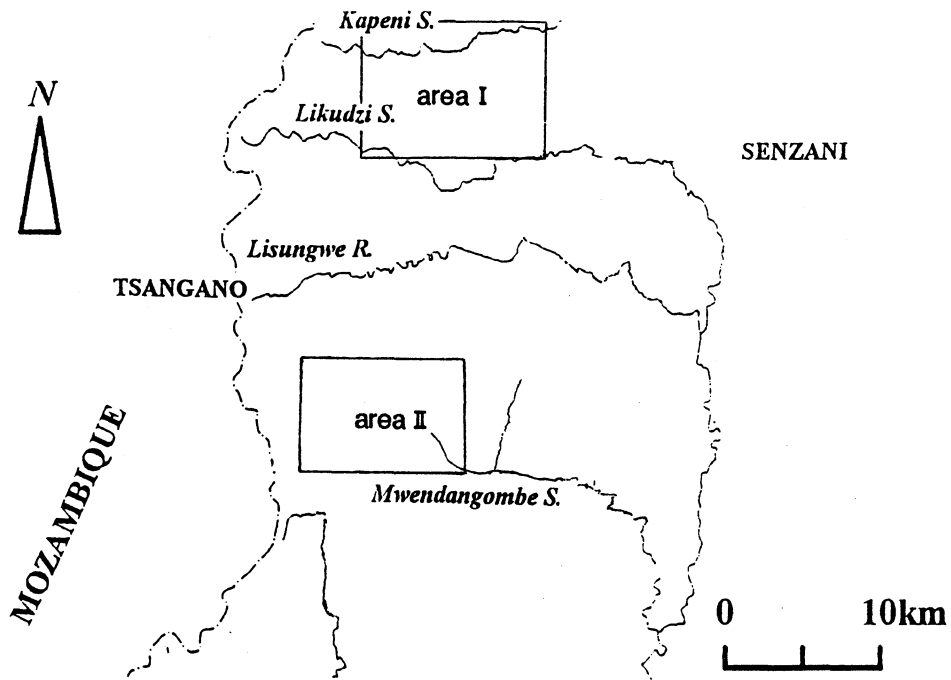 Kapeni S.
N
area I
Likudzi S.
SENZANI
Lisungwe R.
TSANGANO
area II
MOZAMBIQUE
Mwendangombe S.
0 10km